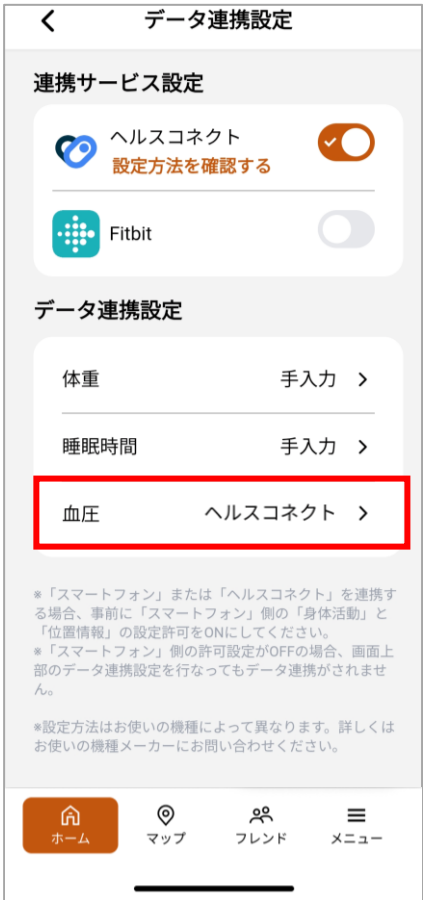 データ連携設定
連携サービス設定
ヘルスコネクト
設定方法を確認する
Fitbit
データ連携設定
体重 手入力
睡眠時間 手入力
血圧 ヘルスコネクト
※「スマートフォン」または「ヘルスコネクト」を連携す
る場合、事前に「スマートフォン」側の「身体活動」と
「位置情報」の設定許可をONにしてください。
※「スマートフォン」側の許可設定がOFFの場合、画面上
部のデータ連携設定を行なってもデータ連携がされませ
ん。
※設定方法はお使いの機種によって異なります。詳しくは
お使いの機種メーカーにお問い合わせください。
ホーム マップ フレンド メニュー